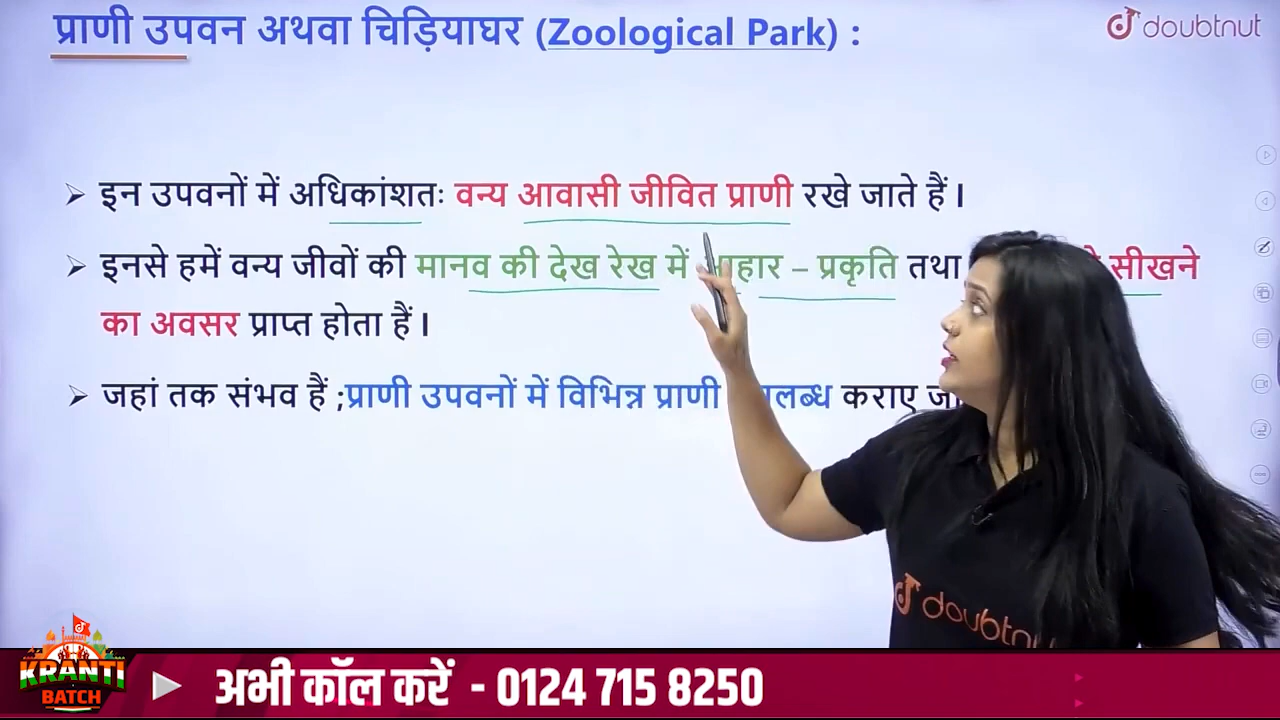 प्राणी उपवन अथवा चिड़ियाघर (Zoological Park) :
doubtnut
इन उपवनों में अधिकांशतः वन्य आवासी जीवित प्राणी रखे जाते हैं I
इनसे हमें वन्य जीवों की मानव की देख रेख में – प्रकृति तथा सीखने
का अवसर प्राप्त होता हैं I
जहां तक संभव हैं ;प्राणी उपवनों में विभिन्न प्राणी कराए
doubtnut
KRANTI
BATCH
अभी कॉल करें - 0124 715 8250